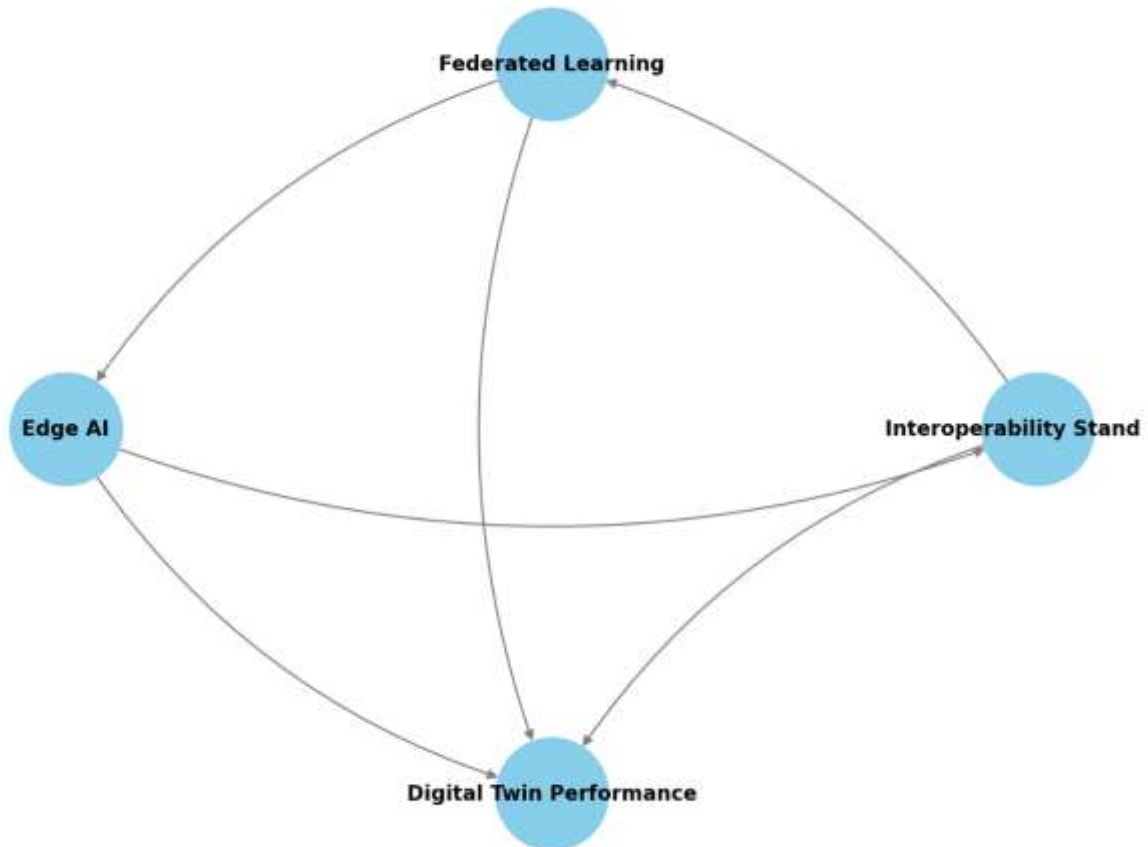 Federated Learning
Edge AI
Interoperability Stand
Digital Twin Performance